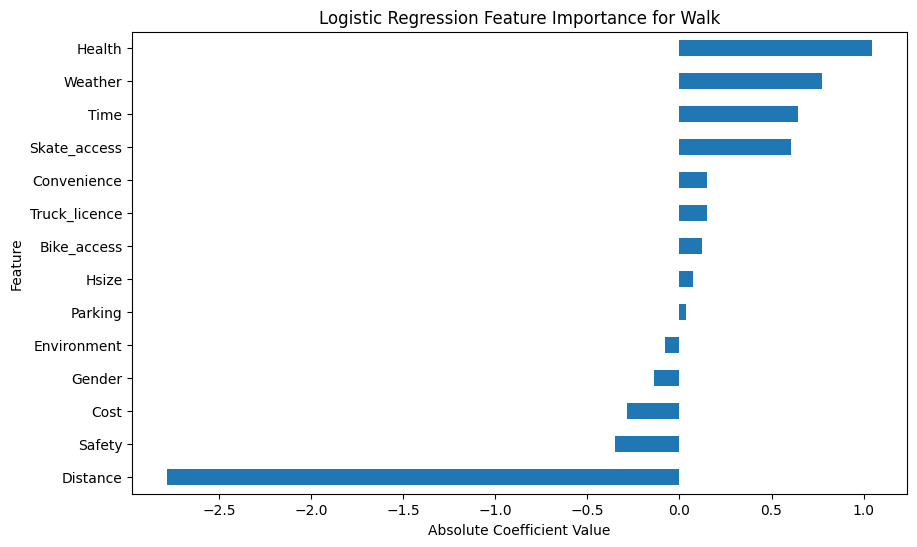 Logistic Regression Feature Importance for Walk
Health
Weather
Time
Skate_access
Convenience
Truck_licence
Bike_access
Hsize
Parking
Environment
Gender
Cost
Safety
Distance
Feature
−2.5 −2.0 −1.5 −1.0 −0.5 0.0 0.5 1.0
Absolute Coefficient Value